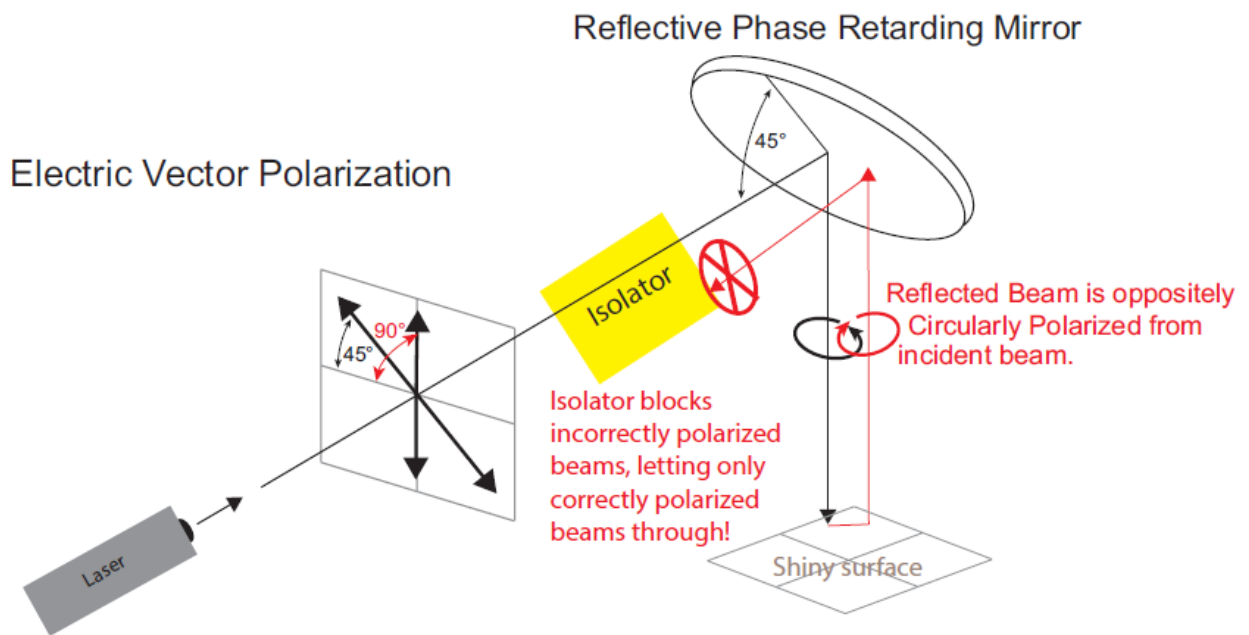 Reflective Phase Retarding Mirror
45°
Electric Vector Polarization
Isolator
Reflected Beam is oppositely
Circularly Polarized from
incident beam.
90°
45°
Isolator blocks
incorrectly polarized
beams, letting only
correctly polarized
beams through!
Shiny surface
Laser